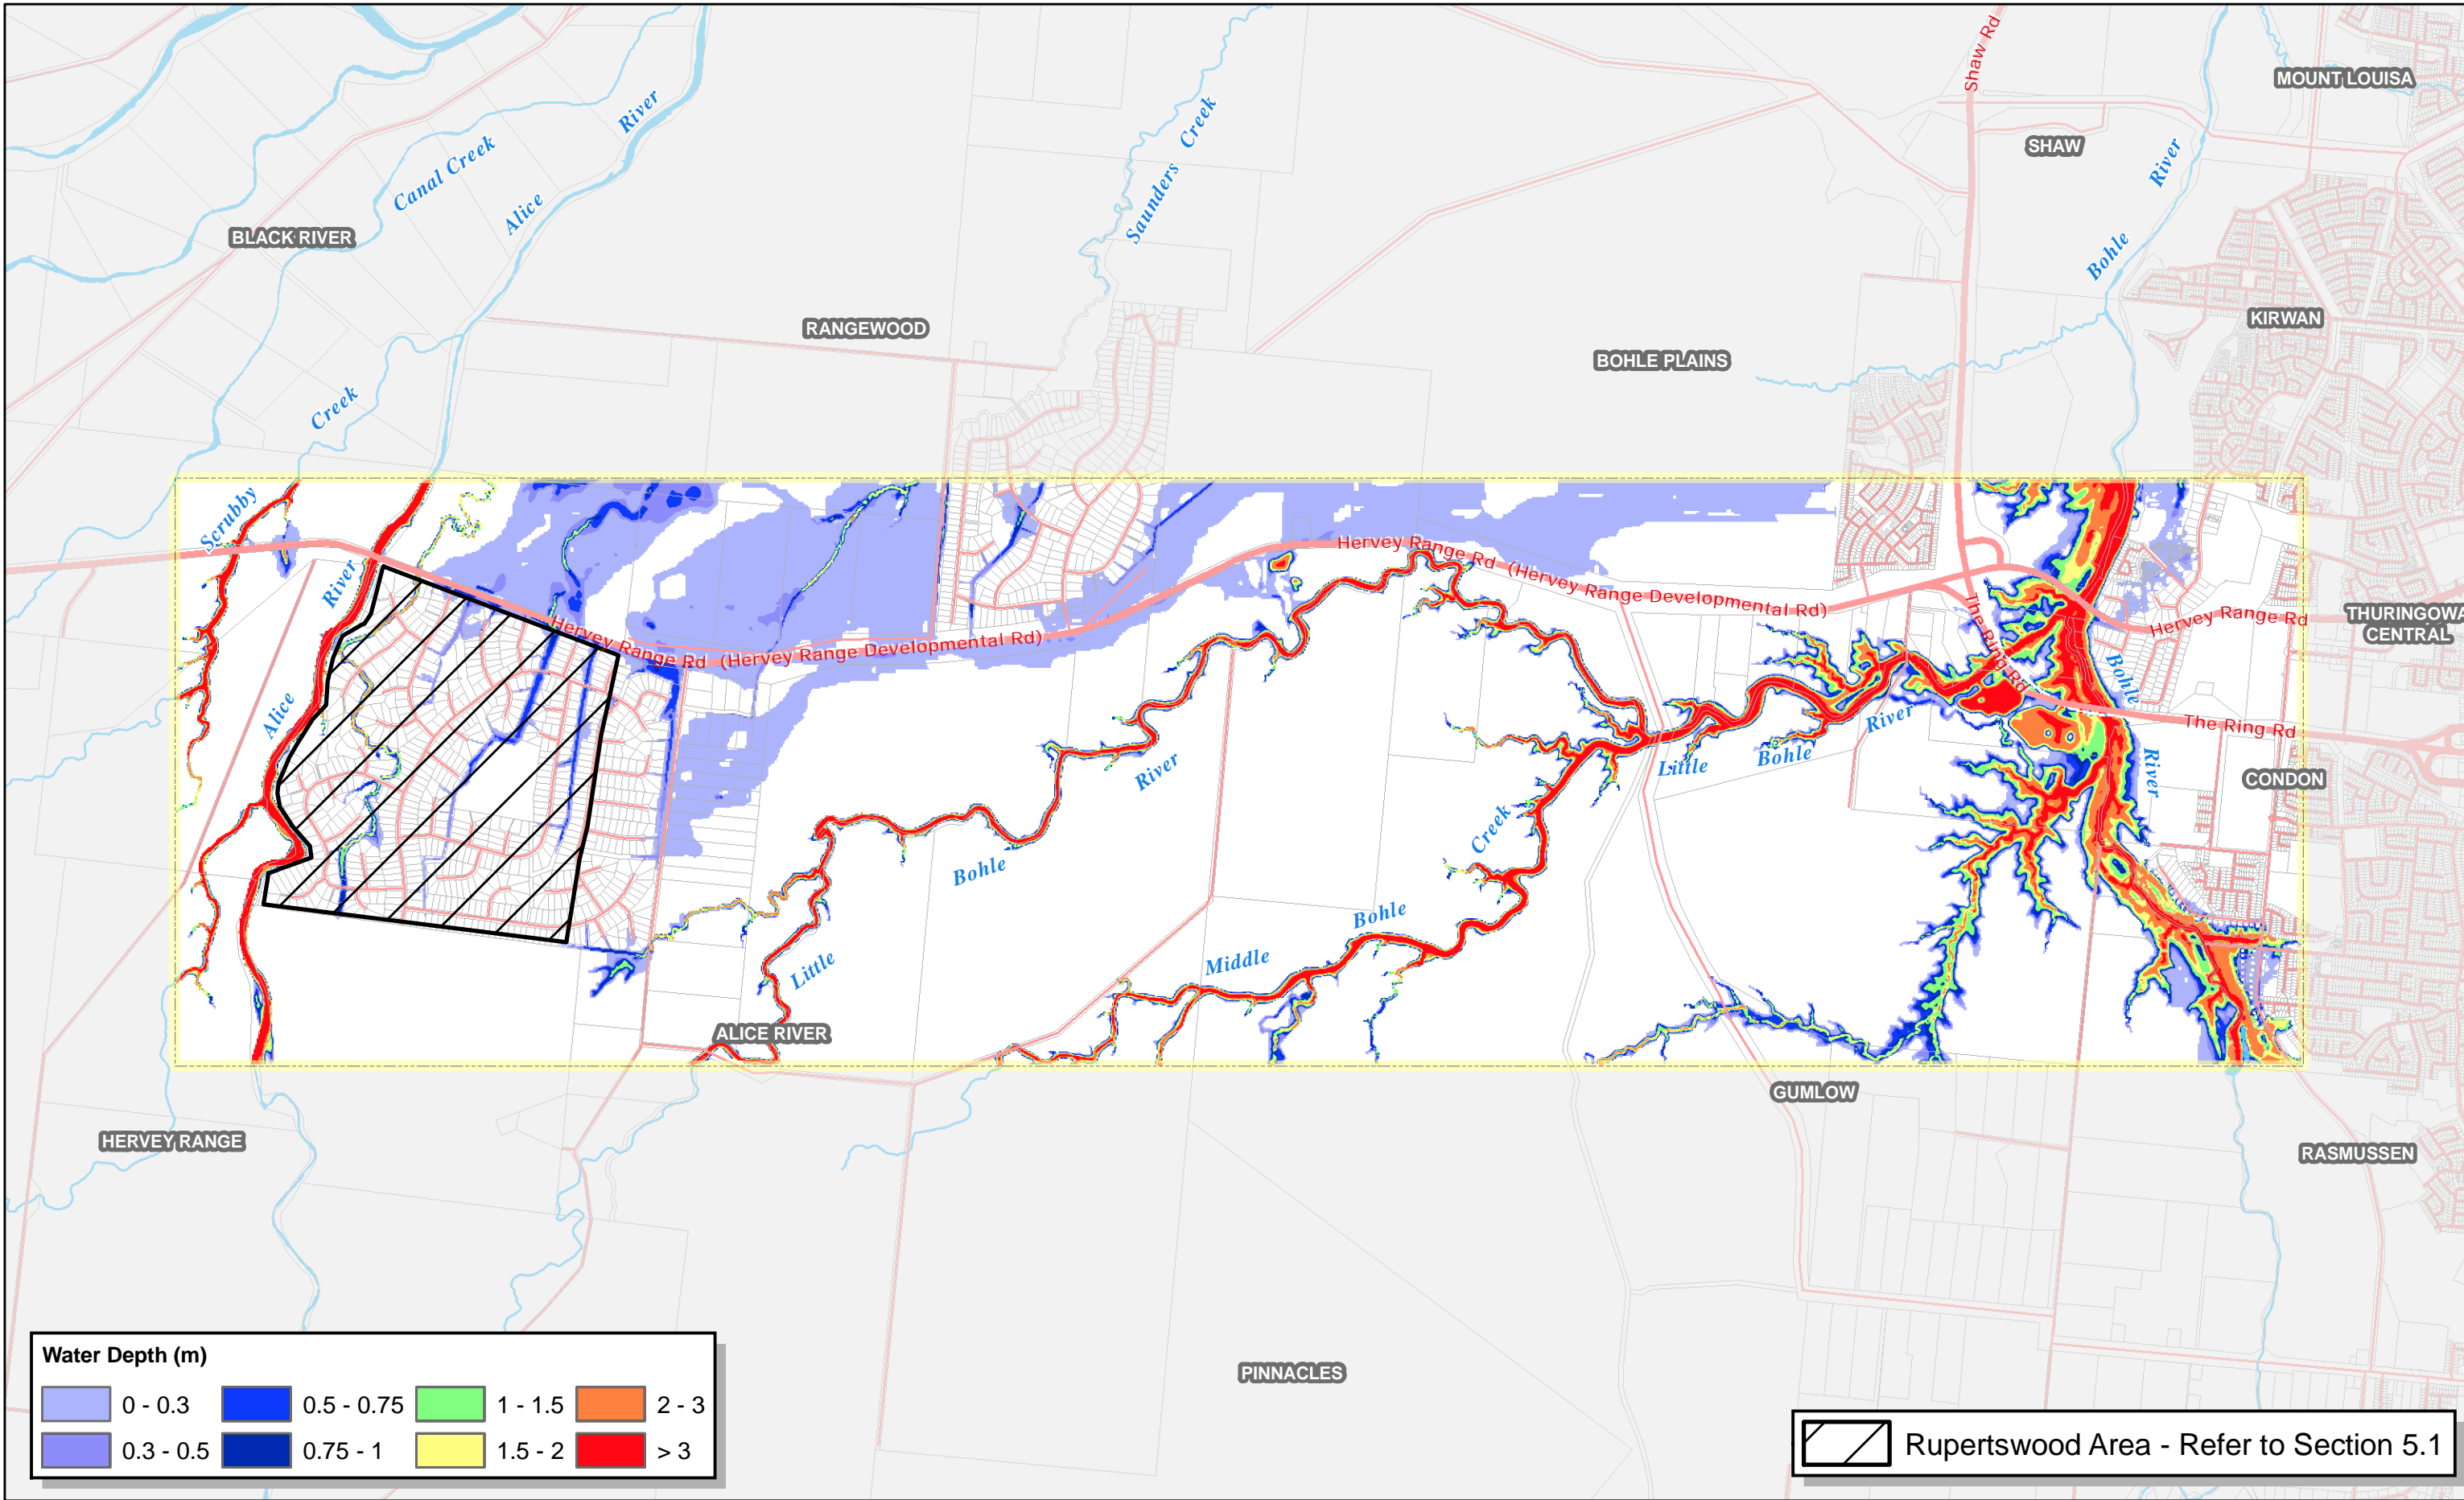 Shaw Rd
MOUNT LOUISA
SHAW
River
Canal Creek
Saunders Creek
River
Alice
BLACK RIVER
Bohle
KIRWAN
RANGEWOOD
BOHLE PLAINS
Creek
Scrubby
River
Hervey Range Rd (Hervey Range Developmental Rd)
Hervey Range Rd (Hervey Range Developmental Rd)
The Ring Rd
Hervey Range Rd
THURINGOWA
CENTRAL
Alice
Bohle
River
The Ring Rd
River
River
Little
Bohle
CONDON
Creek
Bohle
Bohle
Middle
Little
ALICE RIVER
GUMLOW
HERVEY RANGE
RASMUSSEN
PINNACLES
Water Depth (m)
0 - 0.3
0.5 - 0.75
1 - 1.5
2 - 3
0.3 - 0.5
0.75 - 1
1.5 - 2
> 3
Rupertswood Area - Refer to Section 5.1